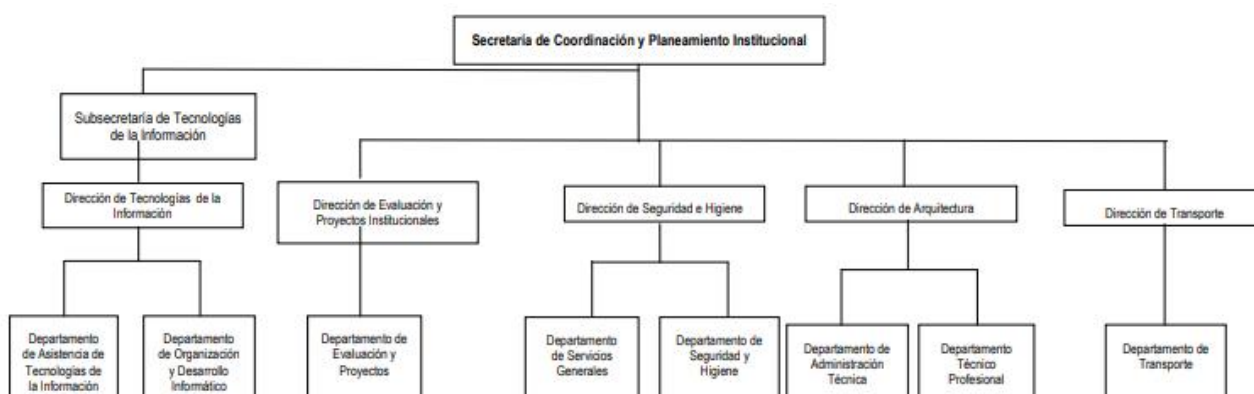 Secretaría de Coordinación y Planeamiento Institucional
Subsecretaría de Tecnologías
de la Información
Dirección de Tecnologías de la
Información
Dirección de Evaluación y
Proyectos Institucionales
Dirección de Seguridad e Higiene
Dirección de Arquitectura
Dirección de Transporte
Departamento
de Asistencia de
Tecnologías de
la Información
Departamento
de Organización
y Desarrollo
Informático
Departamento de
Evaluación y
Proyectos
Departamento
de Servicios
Generales
Departamento de
Seguridad y
Higiene
Departamento de
Administración
Técnica
Departamento
Técnico
Profesional
Departamento de
Transporte